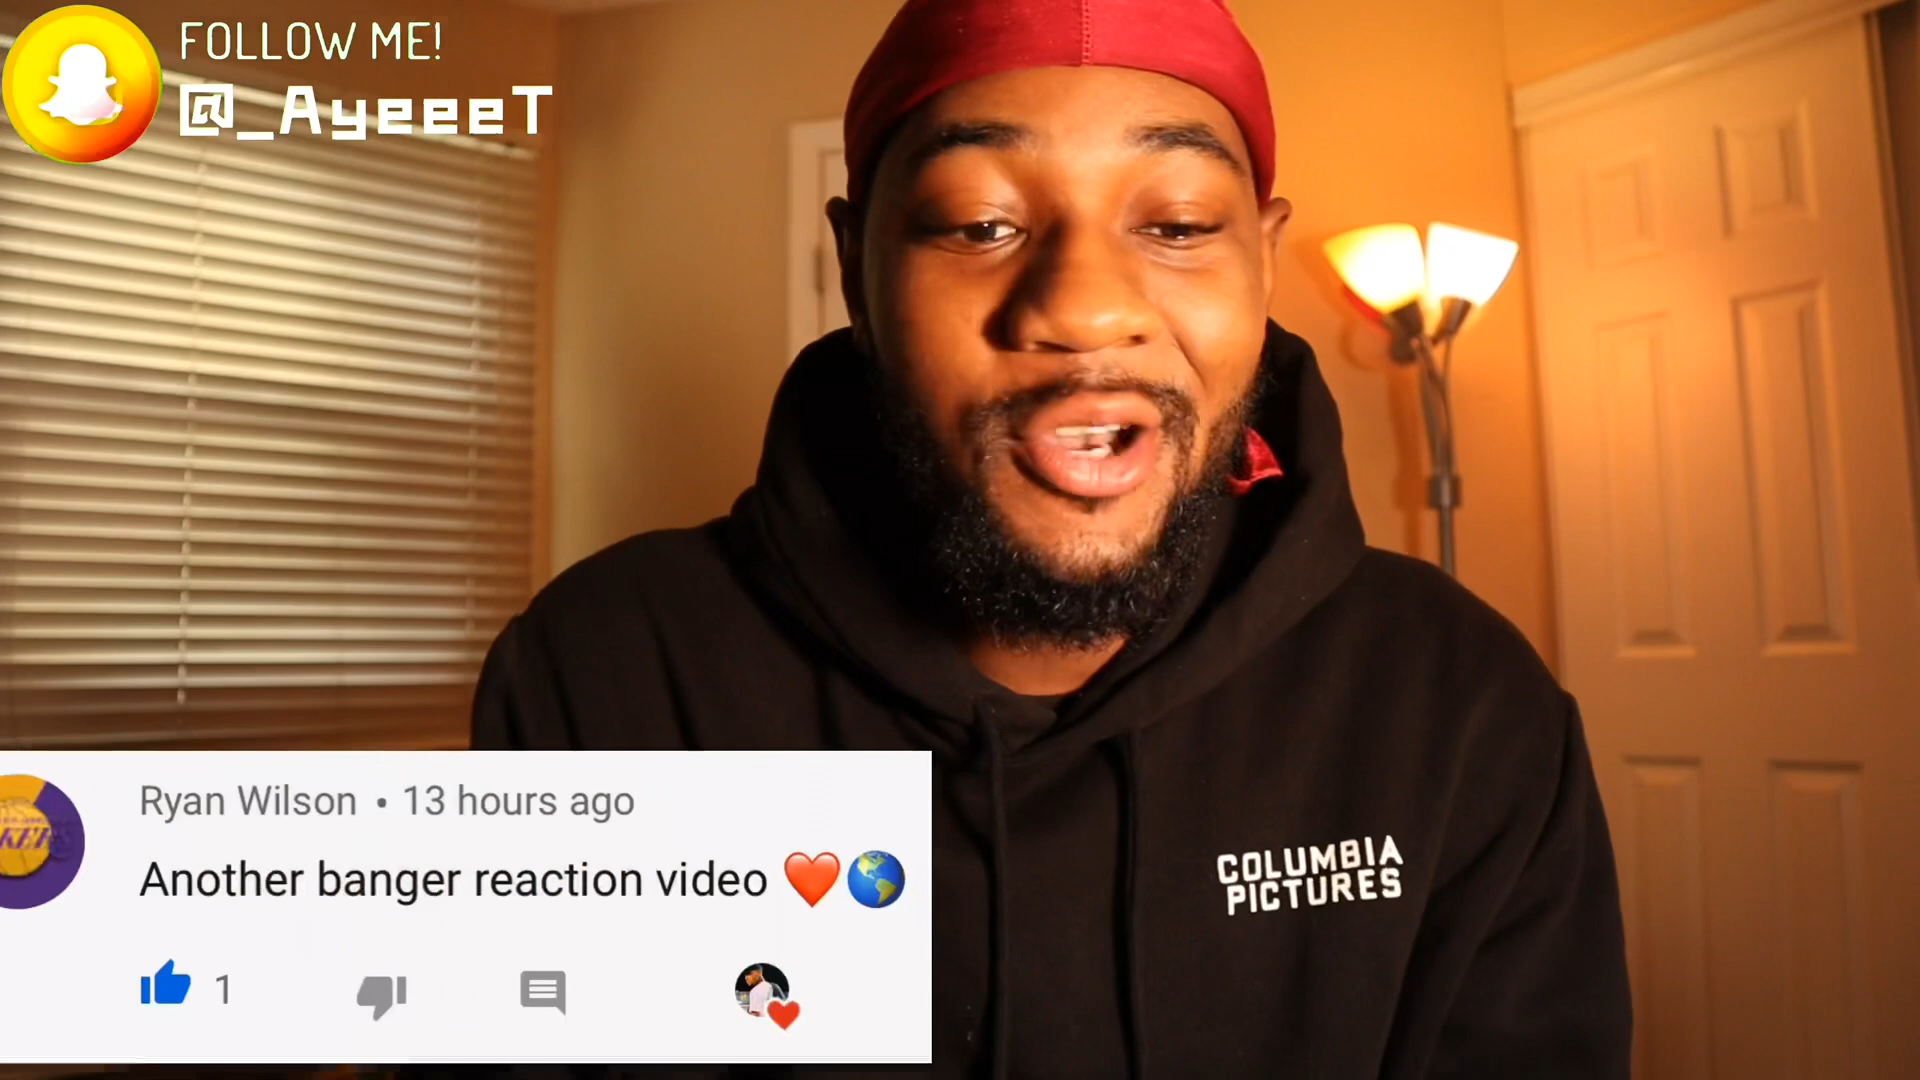 FOLLOW ME!
@_AyeeeT
COLUMBIA
PICTURES
Ryan Wilson • 13 hours ago
Another banger reaction video ❤️🌎
1